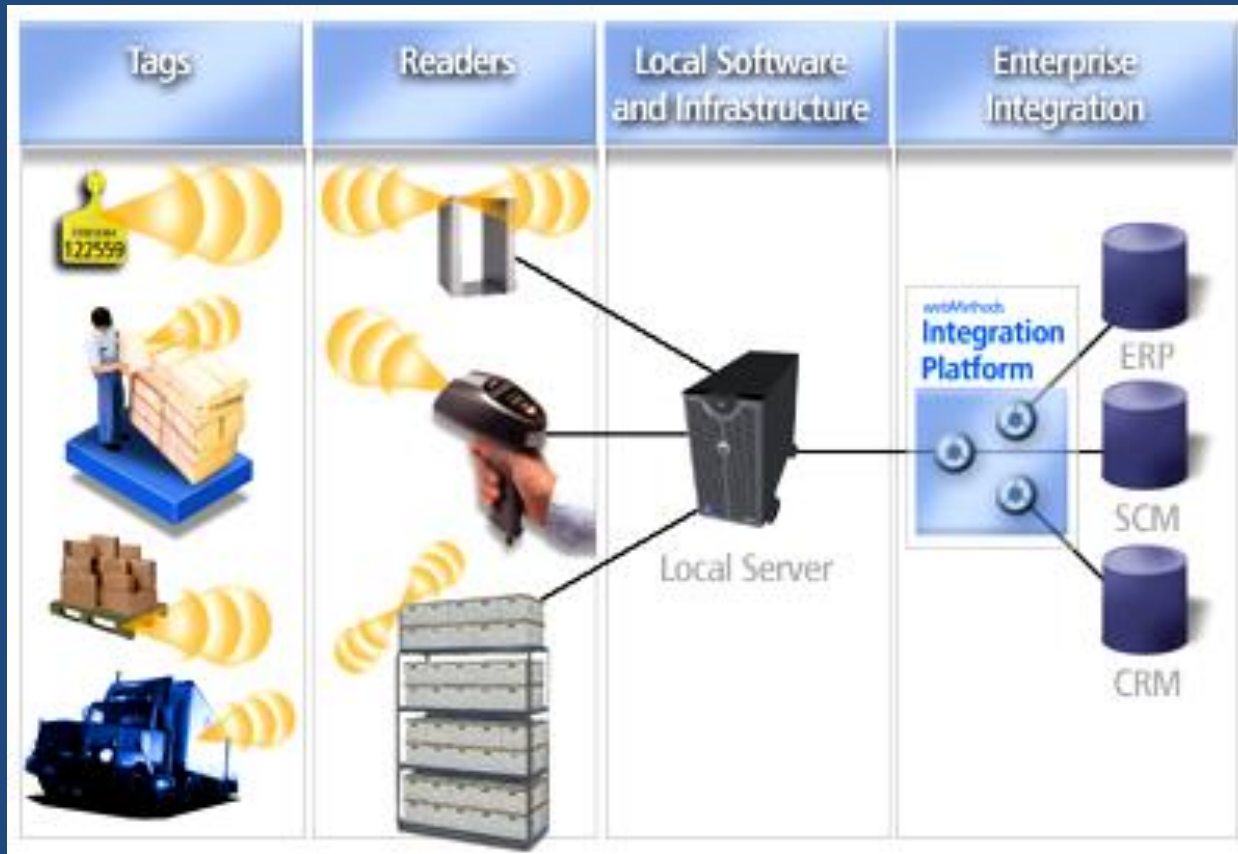 Tags
Readers
Local Software
and Infrastructure
Enterprise
Integration
122559
webMethods
Integration
Platform
ERP
SCM
CRM
Local Server